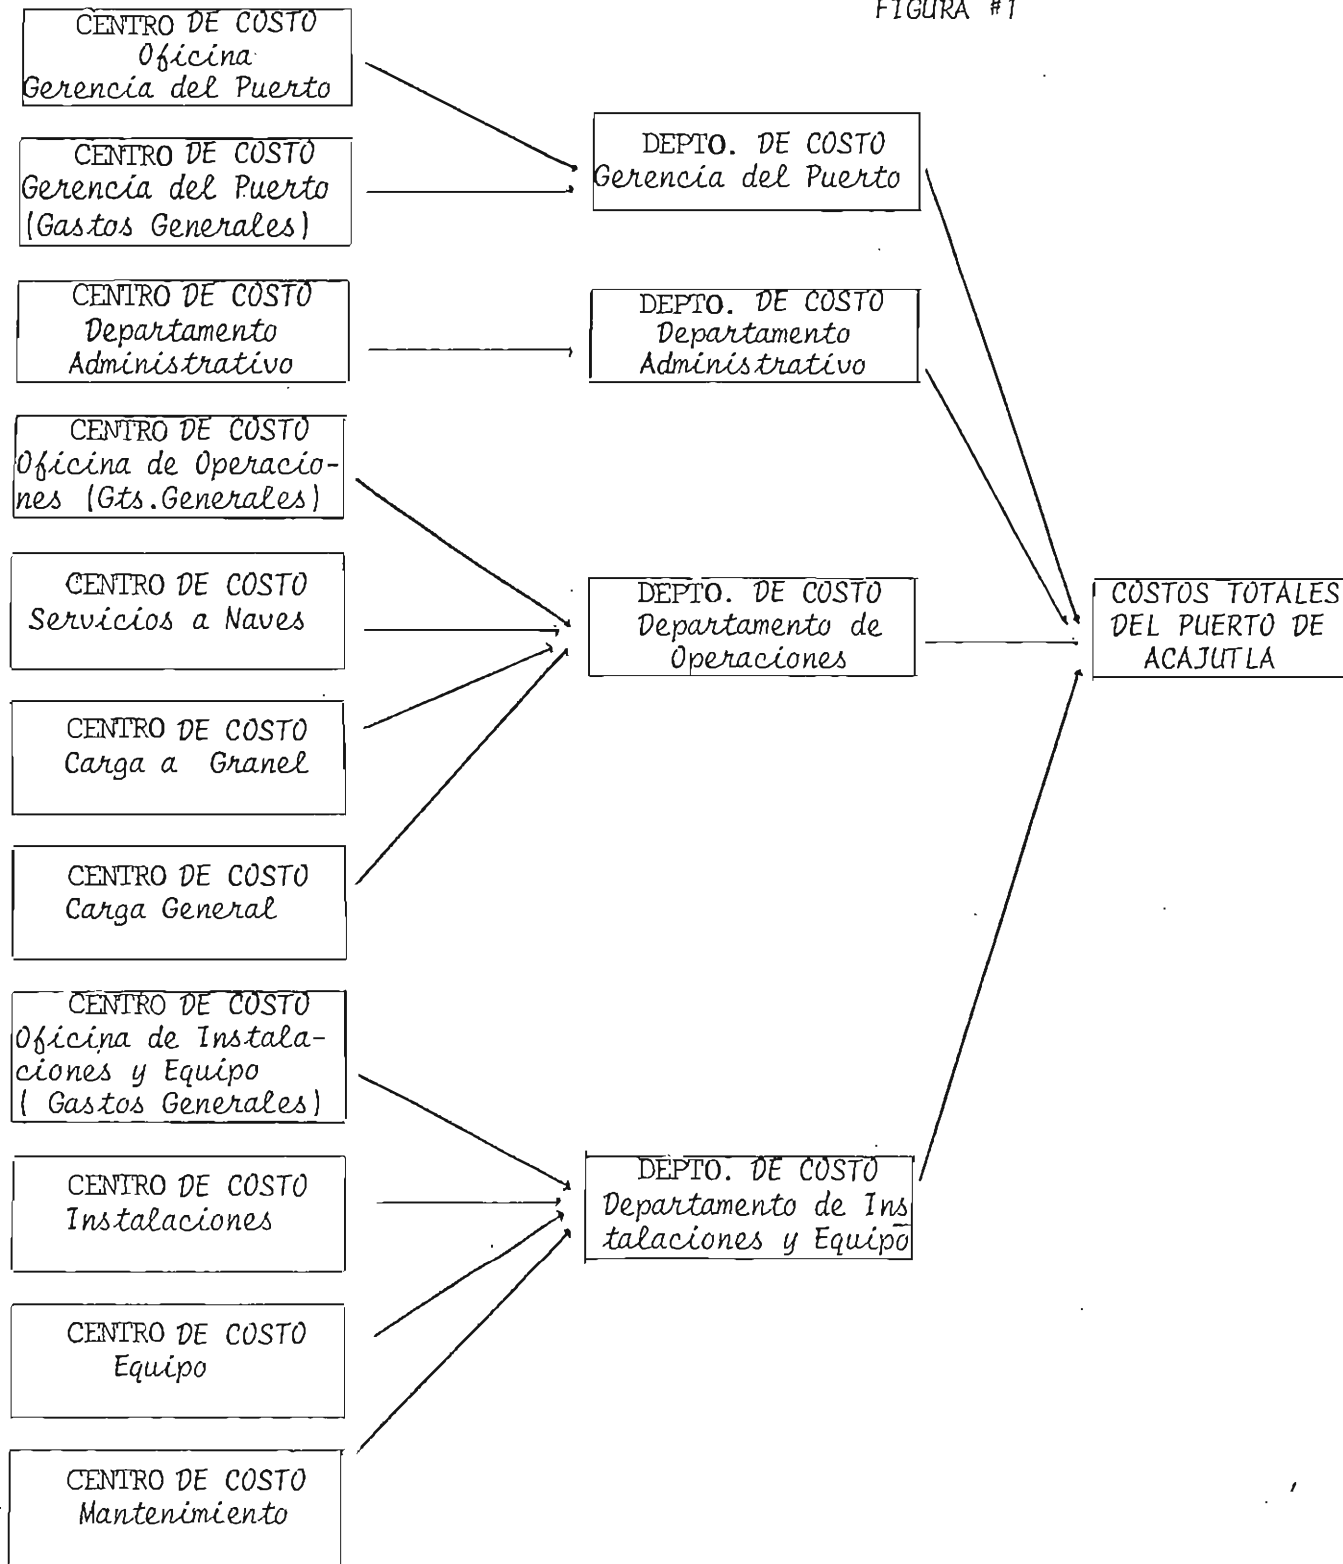 FIGURA #1
CENTRO DE COSTO
Oficina
Gerencia del Puerto
CENTRO DE COSTO
Gerencia del Puerto
(Gastos Generales)
CENTRO DE COSTO
Departamento
Administrativo
CENTRO DE COSTO
Oficina de Operacio-
nes (Gts.Generales)
CENTRO DE COSTO
Servicios a Naves
CENTRO DE COSTO
Carga a Granel
CENTRO DE COSTO
Carga General
CENTRO DE COSTO
Oficina de Instala-
ciones y Equipo
( Gastos Generales)
CENTRO DE COSTO
Instalaciones
CENTRO DE COSTO
Equipo
CENTRO DE COSTO
Mantenimiento
DEPTO. DE COSTO
Gerencia del Puerto
DEPTO. DE COSTO
Departamento
Administrativo
DEPTO. DE COSTO
Departamento de
Operaciones
DEPTO. DE COSTO
Departamento de Ins
talaciones y Equipo
COSTOS TOTALES
DEL PUERTO DE
ACAJUTLA